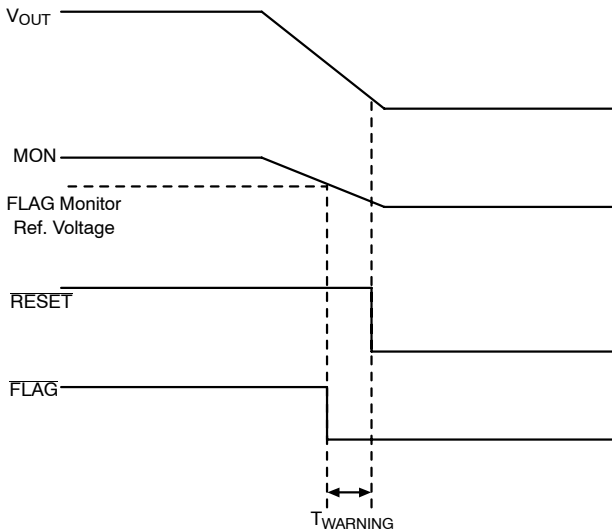 VOUT
MON
FLAG Monitor
Ref. Voltage
RESET
FLAG
TWARNING